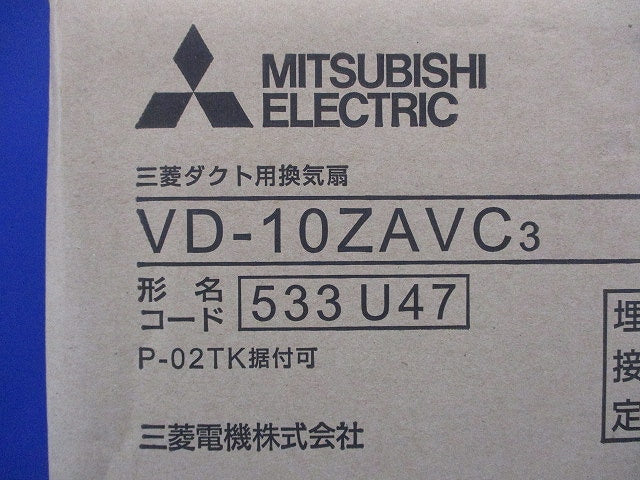 MITSUBISHI
ELECTRIC
三菱ダクト用換気扇
VD-10ZAVC3
形名
コード
533 U47
P-02TK据付可
三菱電機株式会社
埋
接
定